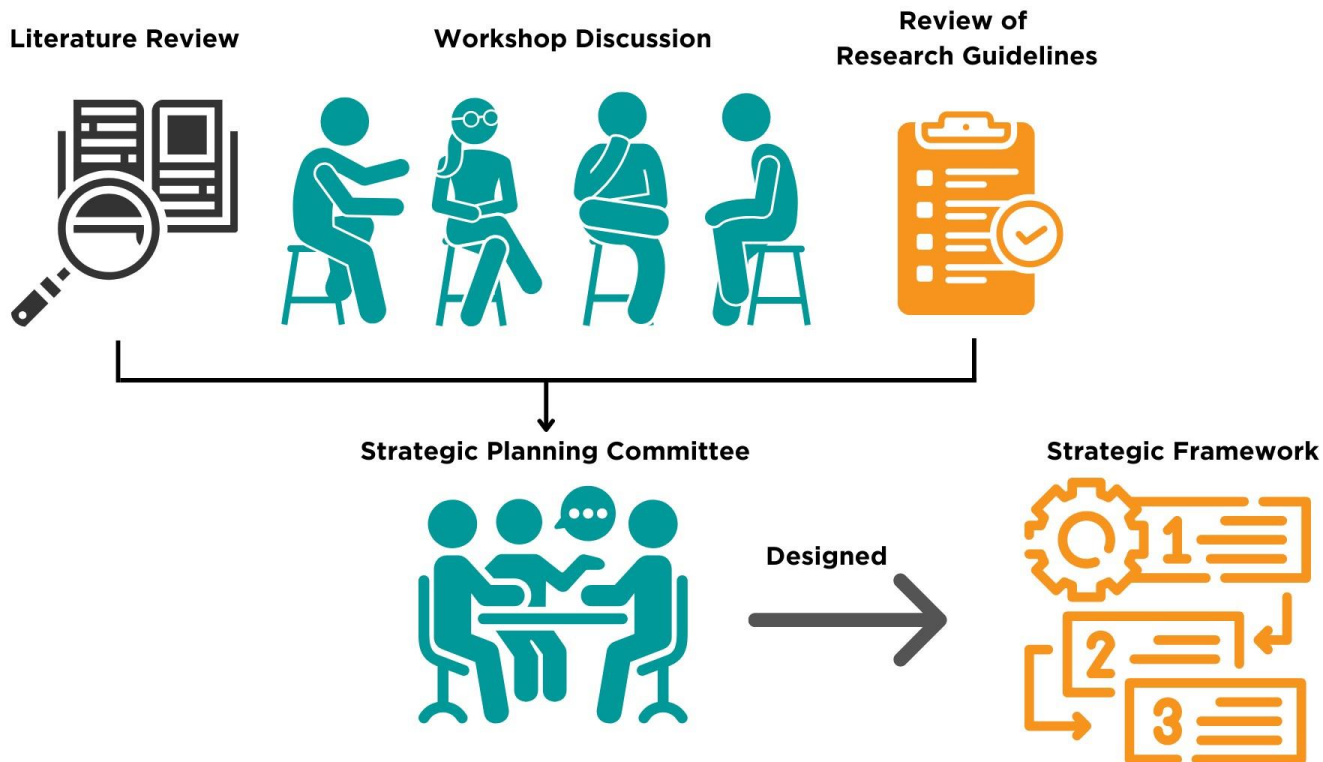 Literature Review
Workshop Discussion
Review of
Research Guidelines
Strategic Planning Committee
Designed
Strategic Framework
1
2
3